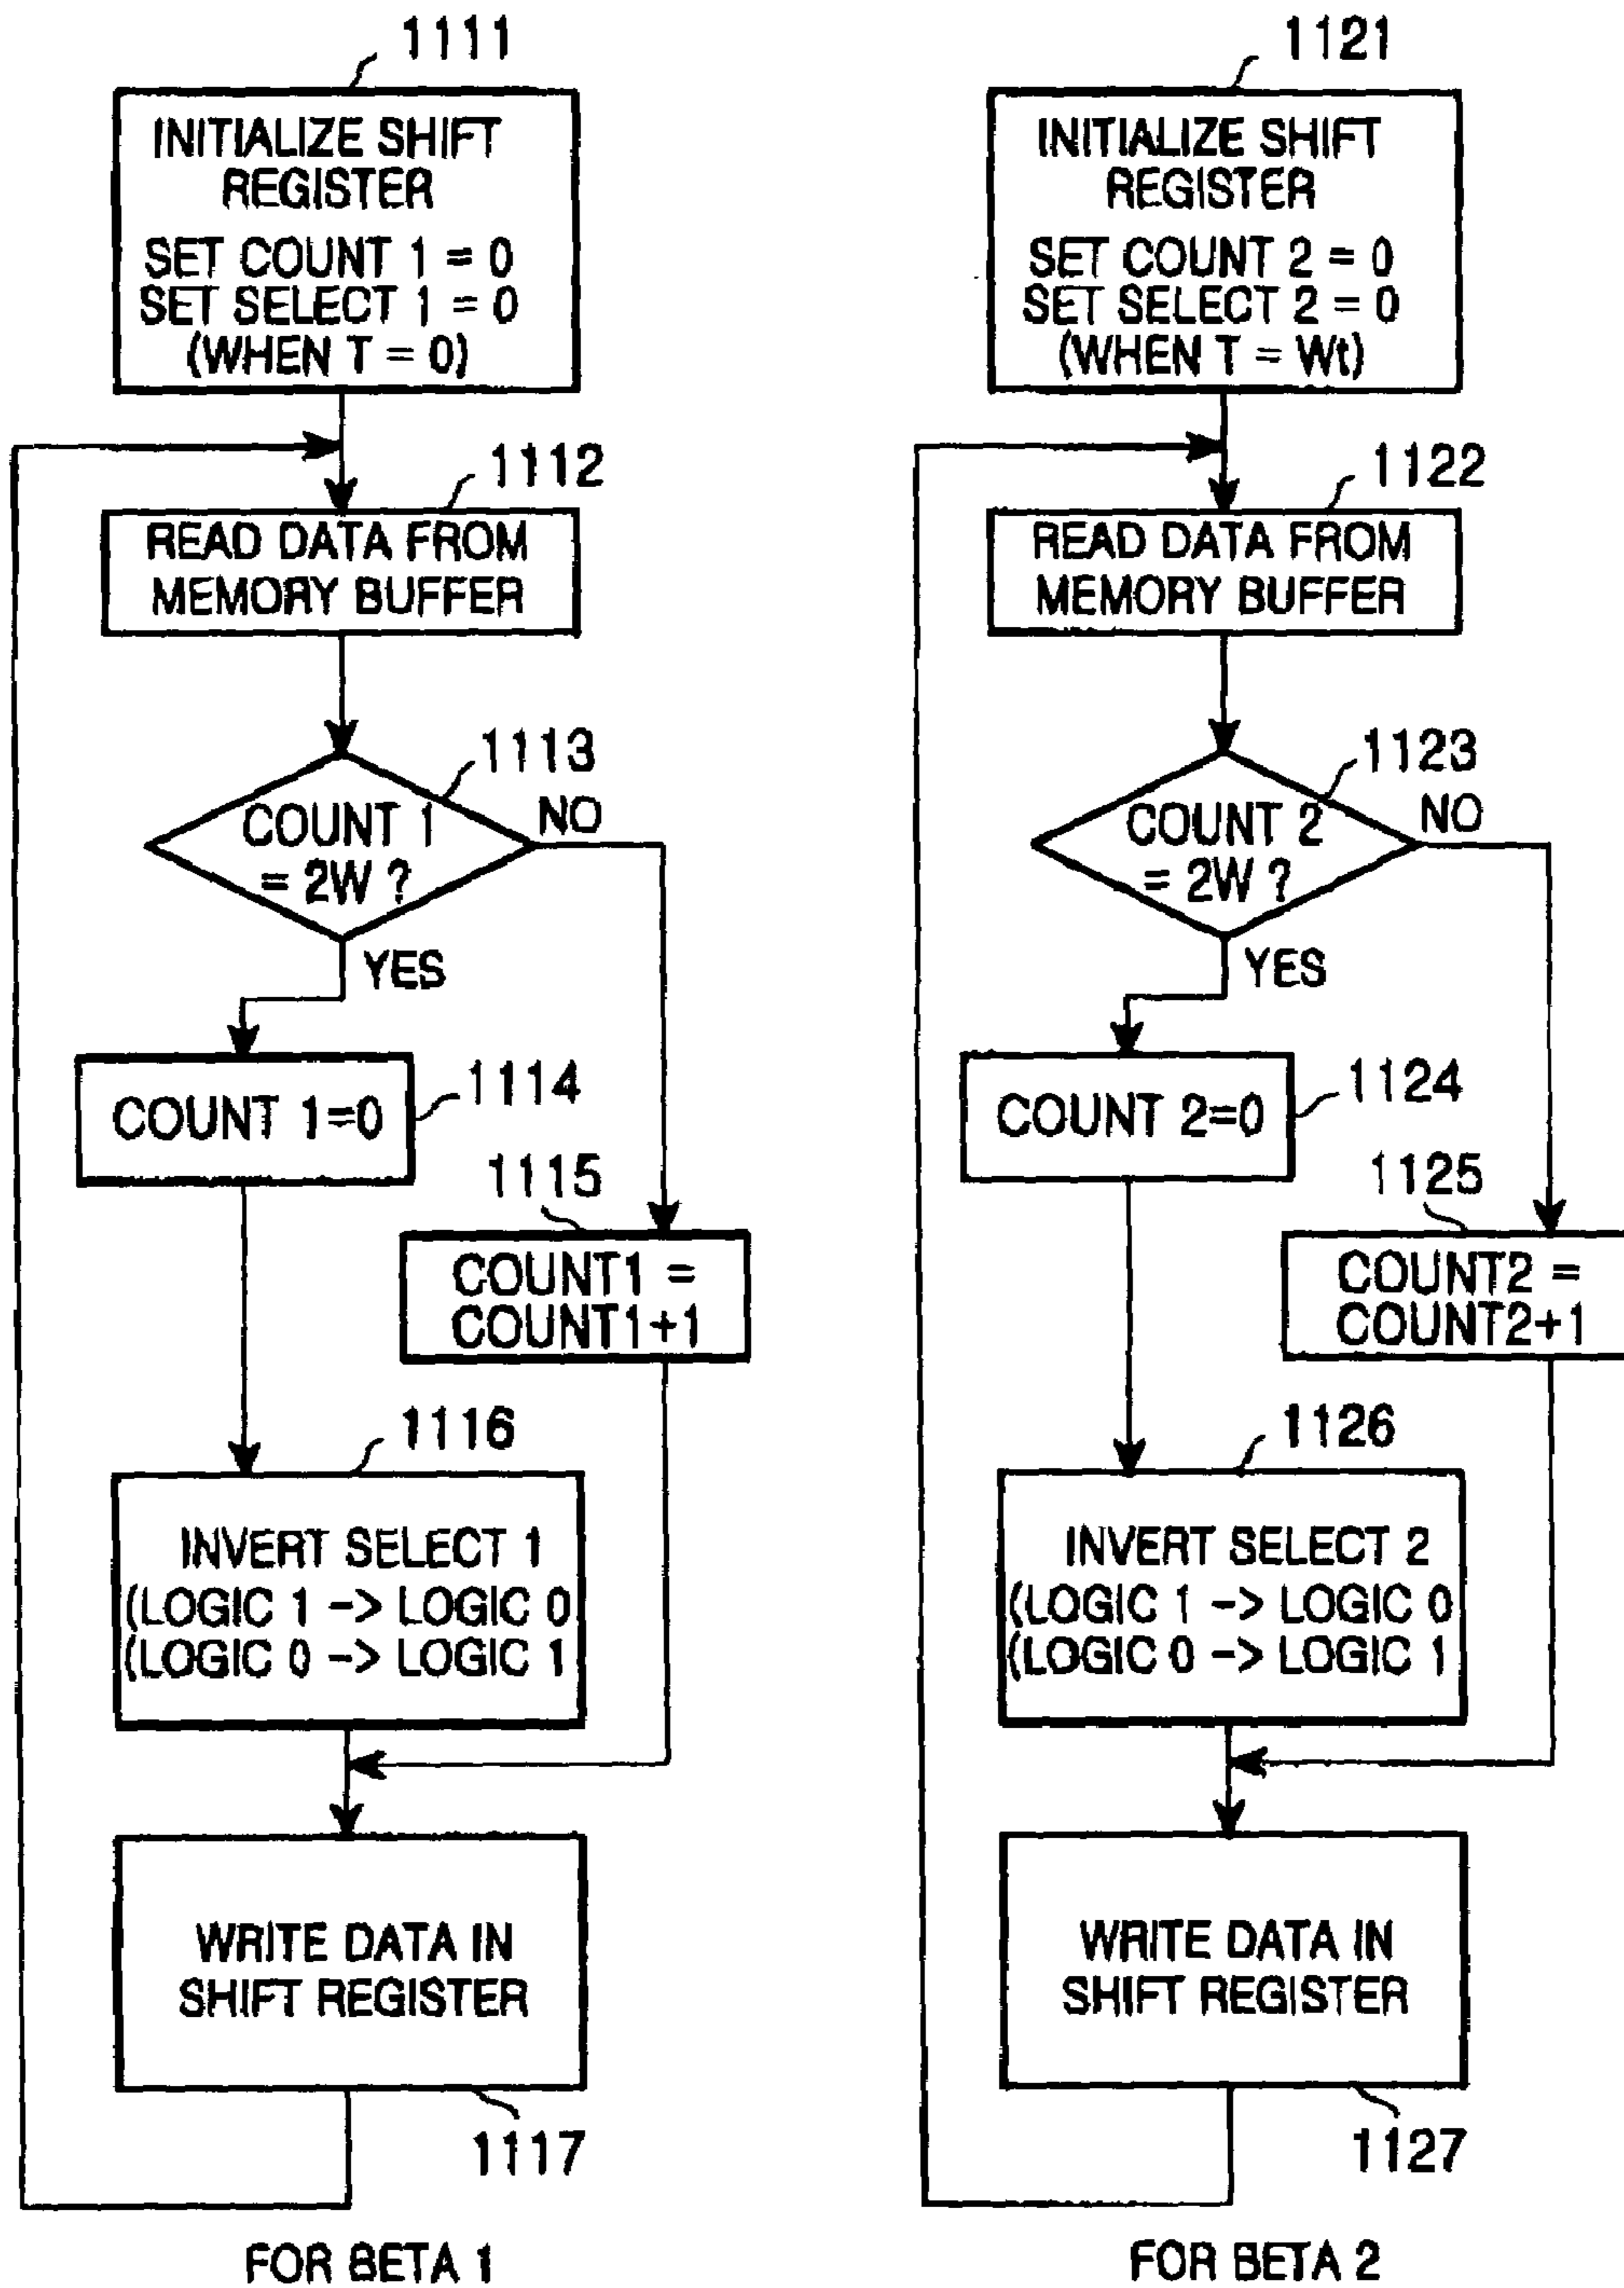 1111
INITIALIZE SHIFT
REGISTER
SET COUNT 1 = 0
SET SELECT 1 = 0
(WHEN T = 0)
1112
READ DATA FROM
MEMORY BUFFER
1113
COUNT 1
= 2W ?
NO
YES
1114
COUNT 1=0
1115
COUNT1 =
COUNT1+1
1116
INVERT SELECT 1
(LOGIC 1 -> LOGIC 0
(LOGIC 0 -> LOGIC 1
WRITE DATA IN
SHIFT REGISTER
1117
FOR BETA 1
1121
INITIALIZE SHIFT
REGISTER
SET COUNT 2 = 0
SET SELECT 2 = 0
(WHEN T = Wt)
1122
READ DATA FROM
MEMORY BUFFER
1123
COUNT 2
= 2W ?
NO
YES
1124
COUNT 2=0
1125
COUNT2 =
COUNT2+1
1126
INVERT SELECT 2
(LOGIC 1 -> LOGIC 0
(LOGIC 0 -> LOGIC 1
WRITE DATA IN
SHIFT REGISTER
1127
FOR BETA 2